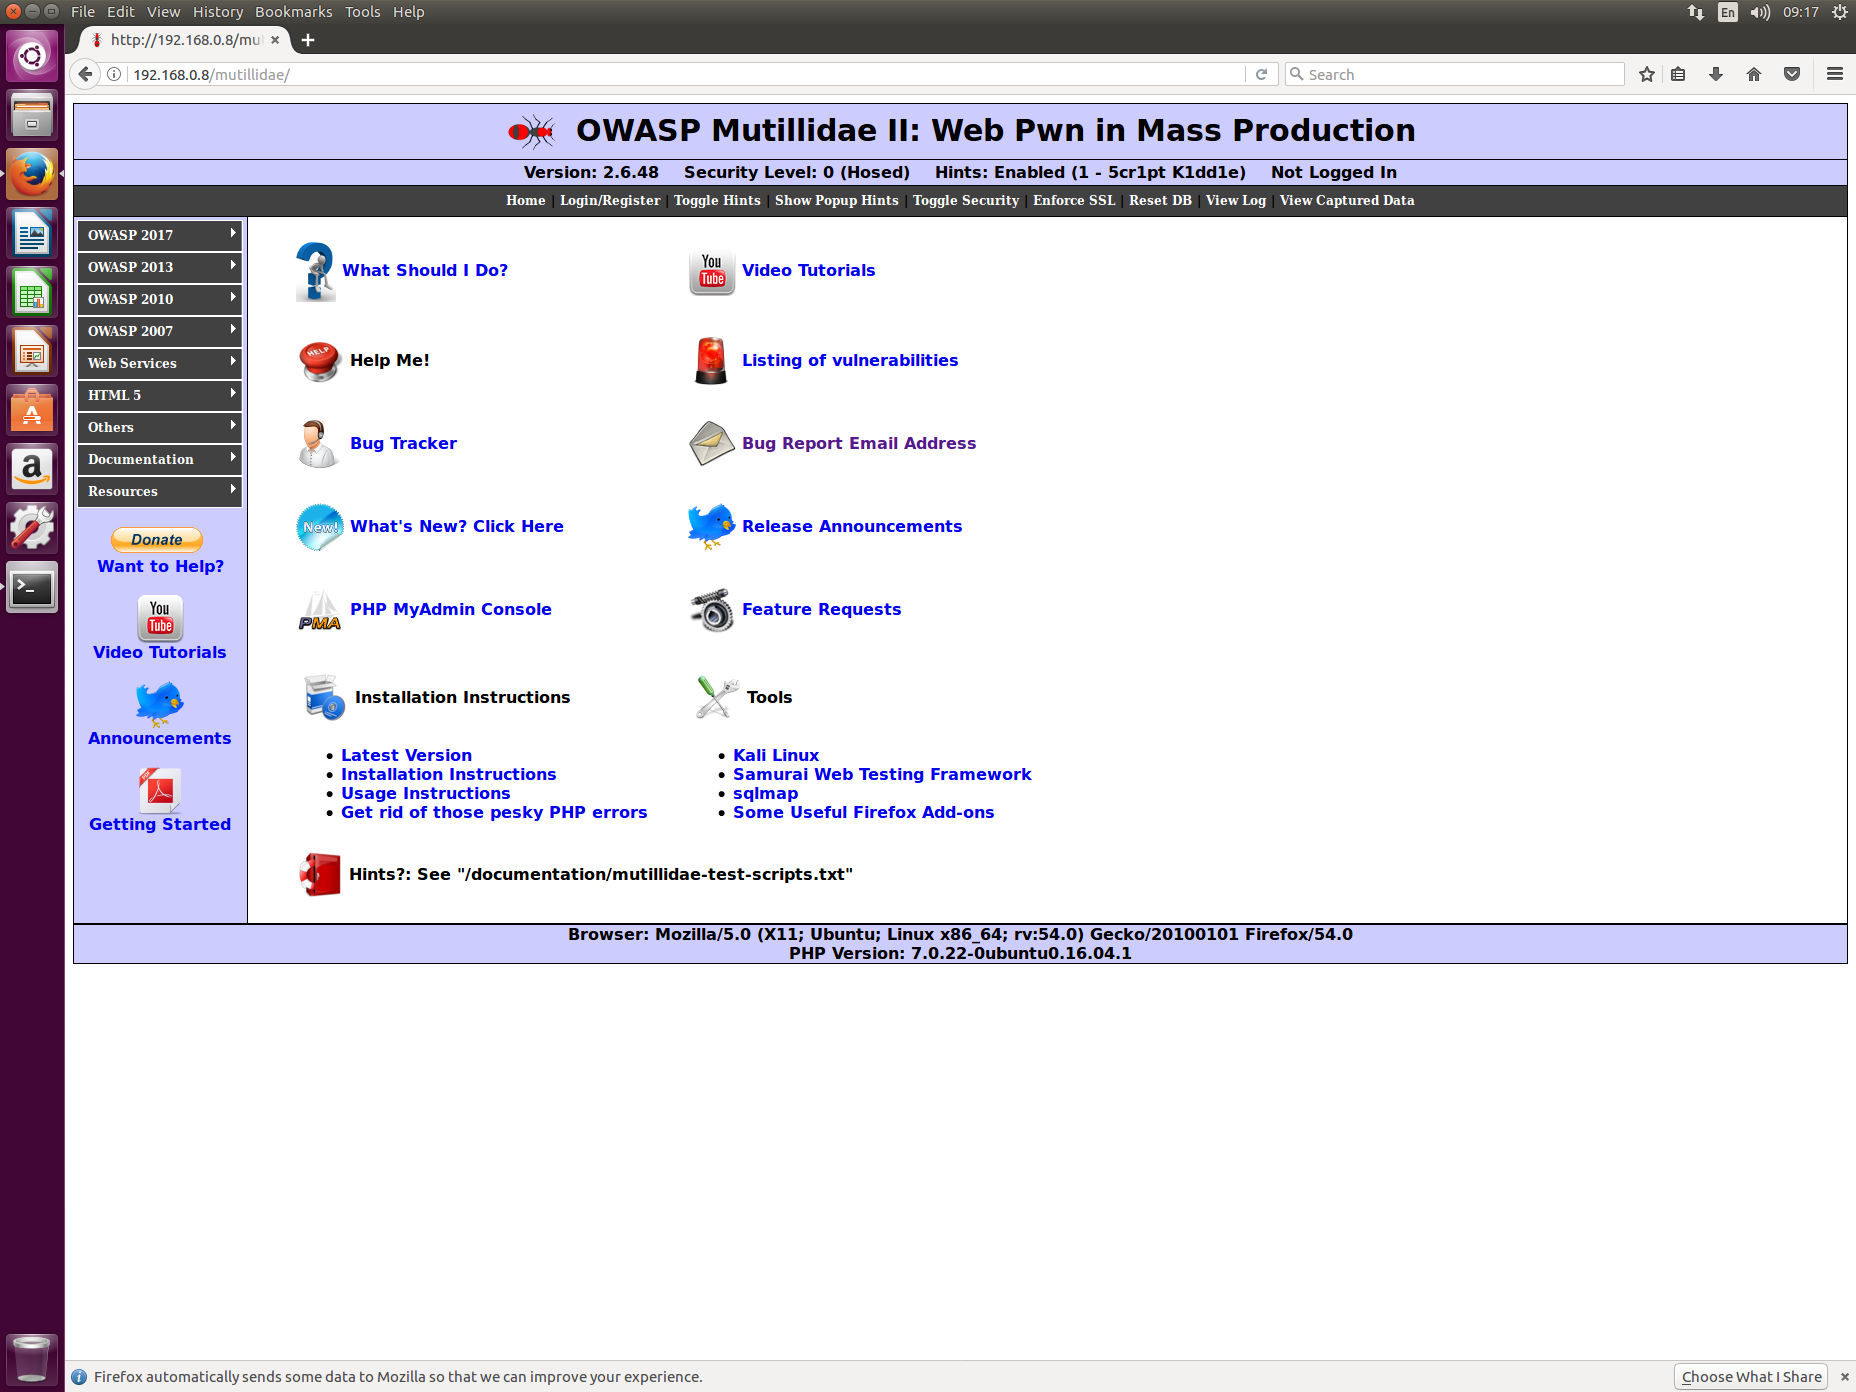 File Edit View History Bookmarks Tools Help
En 09:17
http://192.168.0.8/mu
192.168.0.8/mutillidae/
Search
OWASP Mutillidae II: Web Pwn in Mass Production
Version: 2.6.48 Security Level: 0 (Hosed) Hints: Enabled (1 - 5cr1pt K1dd1e) Not Logged In
Home | Login/Register | Toggle Hints | Show Popup Hints | Toggle Security | Enforce SSL | Reset DB | View Log | View Captured Data
OWASP 2017
OWASP 2013
OWASP 2010
OWASP 2007
Web Services
HTML 5
Others
Documentation
Resources
Donate
Want to Help?
You
Tube
Video Tutorials
Announcements
PDF
Getting Started
What Should I Do?
You
Tube
Video Tutorials
HELP
Help Me!
Listing of vulnerabilities
Bug Tracker
Bug Report Email Address
New!
What's New? Click Here
Release Announcements
PMA
PHP MyAdmin Console
Feature Requests
Installation Instructions
Tools
• Latest Version
• Installation Instructions
• Usage Instructions
• Get rid of those pesky PHP errors
• Kali Linux
• Samurai Web Testing Framework
• sqlmap
• Some Useful Firefox Add-ons
Hints?: See "/documentation/mutillidae-test-scripts.txt"
Browser: Mozilla/5.0 (X11; Ubuntu; Linux x86_64; rv:54.0) Gecko/20100101 Firefox/54.0
PHP Version: 7.0.22-0ubuntu0.16.04.1
Firefox automatically sends some data to Mozilla so that we can improve your experience.
Choose What I Share